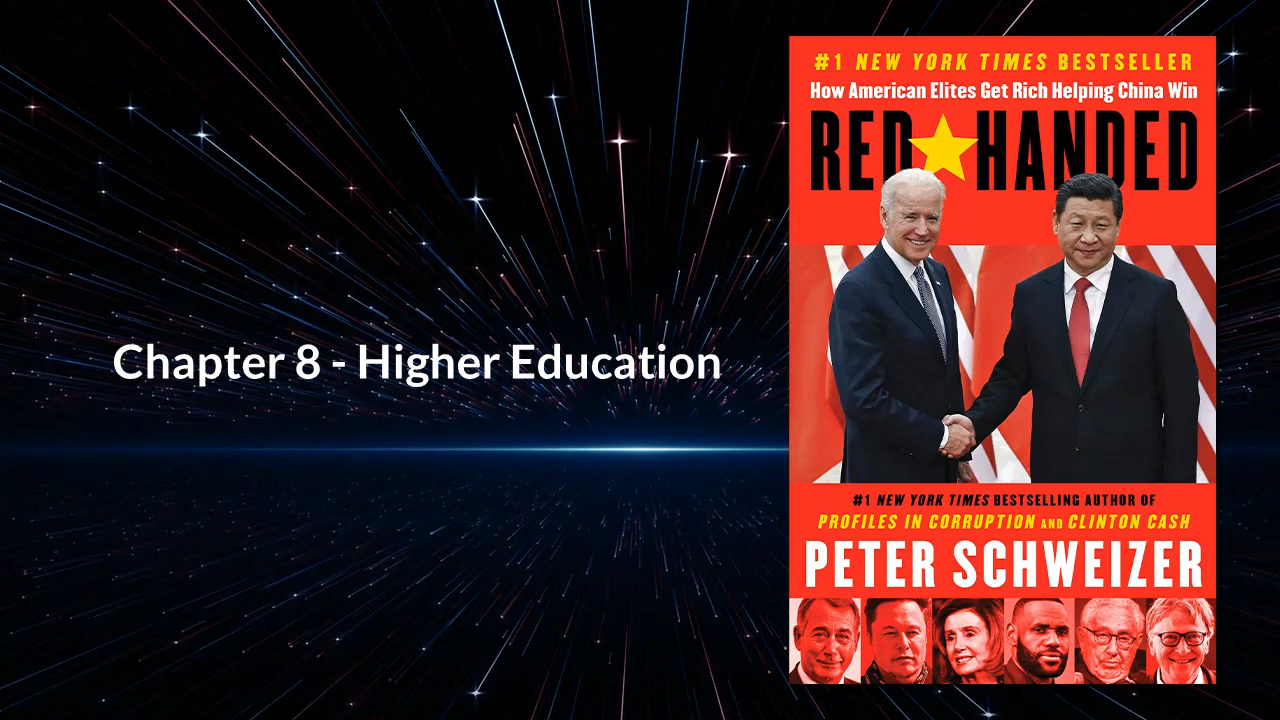 Chapter 8 - Higher Education
#1 NEW YORK TIMES BESTSELLER
How American Elites Get Rich Helping China Win
RED HANDED
#1 NEW YORK TIMES BESTSELLING AUTHOR OF
PROFILES IN CORRUPTION AND CLINTON CASH
PETER SCHWEIZER